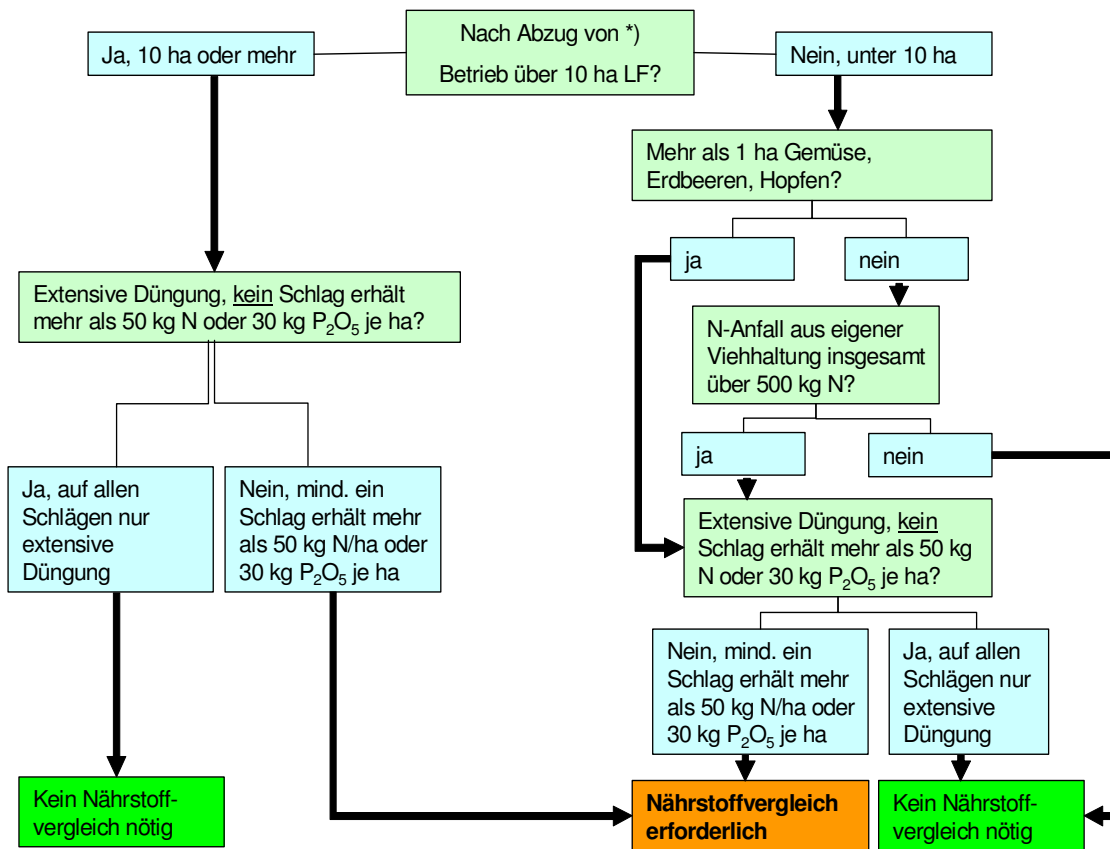 Nach Abzug von *)
Betrieb über 10 ha LF?
Ja, 10 ha oder mehr
Nein, unter 10 ha
Mehr als 1 ha Gemüse,
Erdbeeren, Hopfen?
ja
nein
Extensive Düngung, kein Schlag erhält
mehr als 50 kg N oder 30 kg P₂O₅ je ha?
N-Anfall aus eigener
Viehhaltung insgesamt
über 500 kg N?
ja
nein
Ja, auf allen
Schlägen nur
extensive
Düngung
Nein, mind. ein
Schlag erhält mehr
als 50 kg N/ha oder
30 kg P₂O₅ je ha
Extensive Düngung, kein
Schlag erhält mehr als 50 kg
N oder 30 kg P₂O₅ je ha?
Nein, mind. ein
Schlag erhält mehr
als 50 kg N/ha oder
30 kg P₂O₅ je ha
Ja, auf allen
Schlägen nur
extensive
Düngung
Kein Nährstoff-
vergleich nötig
Nährstoffvergleich
erforderlich
Kein Nährstoff-
vergleich nötig